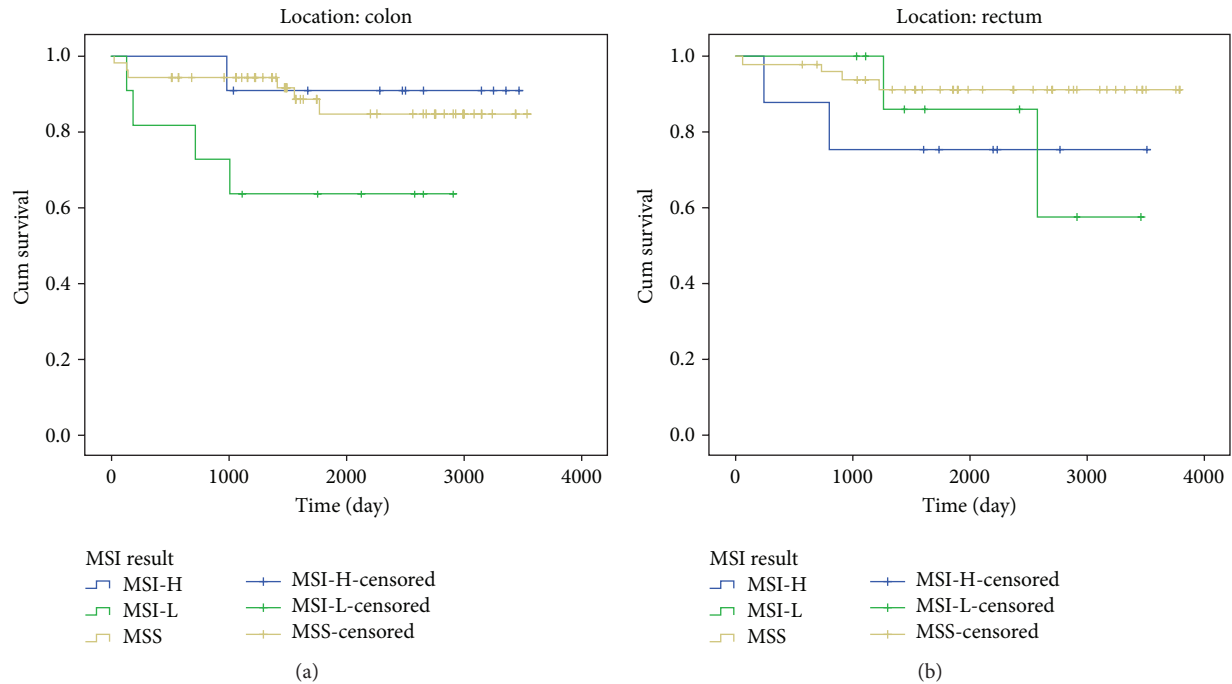 Location: colon
1.0
0.8
0.6
0.4
0.2
0.0
Cum survival
0 1000 2000 3000 4000
Time (day)
MSI result
MSI-H MSI-H-censored
MSI-L MSI-L-censored
MSS MSS-censored
(a)
Location: rectum
1.0
0.8
0.6
0.4
0.2
0.0
Cum survival
0 1000 2000 3000 4000
Time (day)
MSI result
MSI-H MSI-H-censored
MSI-L MSI-L-censored
MSS MSS-censored
(b)